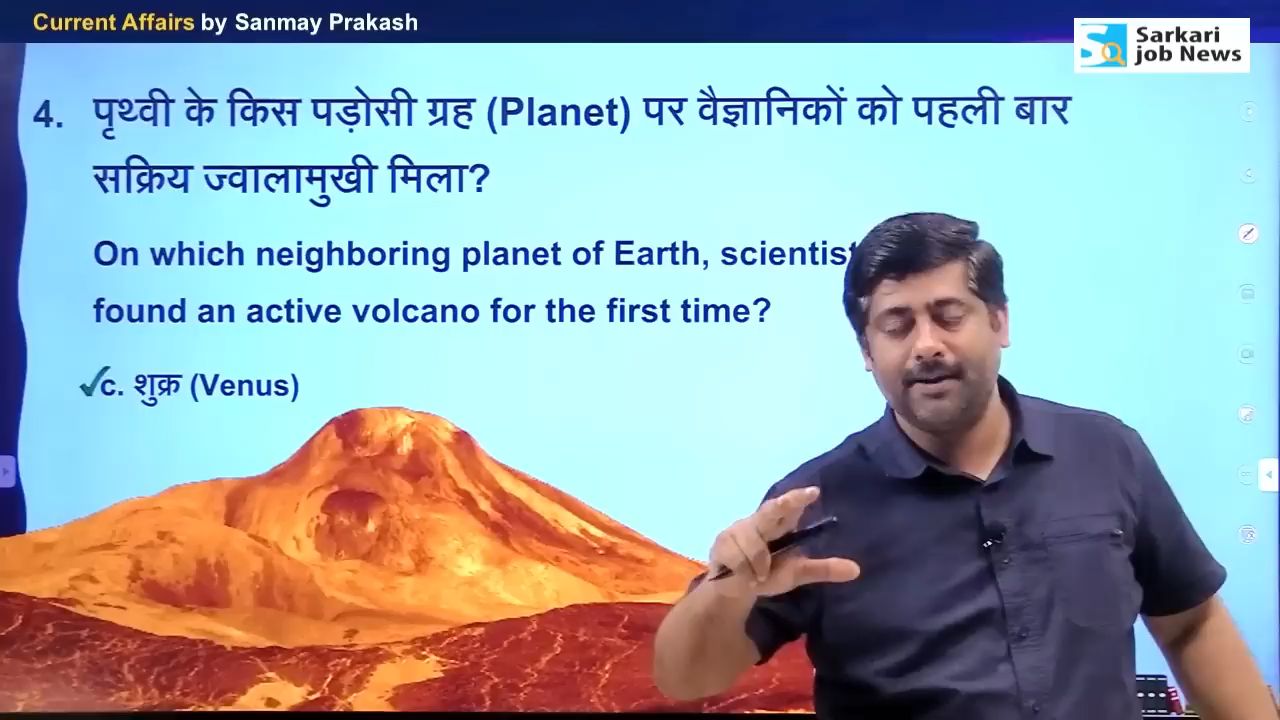 Current Affairs by Sanmay Prakash
Sarkari
job News
4. पृथ्वी के किस पड़ोसी ग्रह (Planet) पर वैज्ञानिकों को पहली बार
सक्रिय ज्वालामुखी मिला?
On which neighboring planet of Earth, scientist
found an active volcano for the first time?
c. शुक्र (Venus)